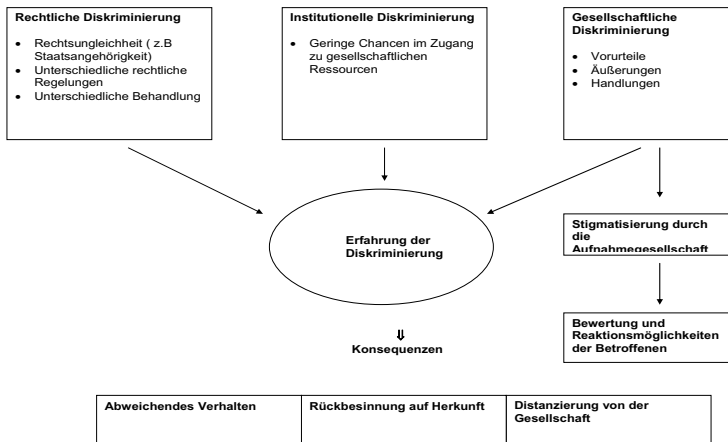 Rechtliche Diskriminierung
• Rechtsungleichheit ( z.B
Staatsangehörigkeit)
• Unterschiedliche rechtliche
Regelungen
• Unterschiedliche Behandlung
Institutionelle Diskriminierung
• Geringe Chancen im Zugang
zu gesellschaftlichen
Ressourcen
Gesellschaftliche
Diskriminierung
• Vorurteile
• Äußerungen
• Handlungen
Erfahrung der
Diskriminierung
Stigmatisierung durch
die
Aufnahmegesellschaft
⇓
Konsequenzen
Bewertung und
Reaktionsmöglichkeiten
der Betroffenen
Abweichendes Verhalten
Rückbesinnung auf Herkunft
Distanzierung von der
Gesellschaft